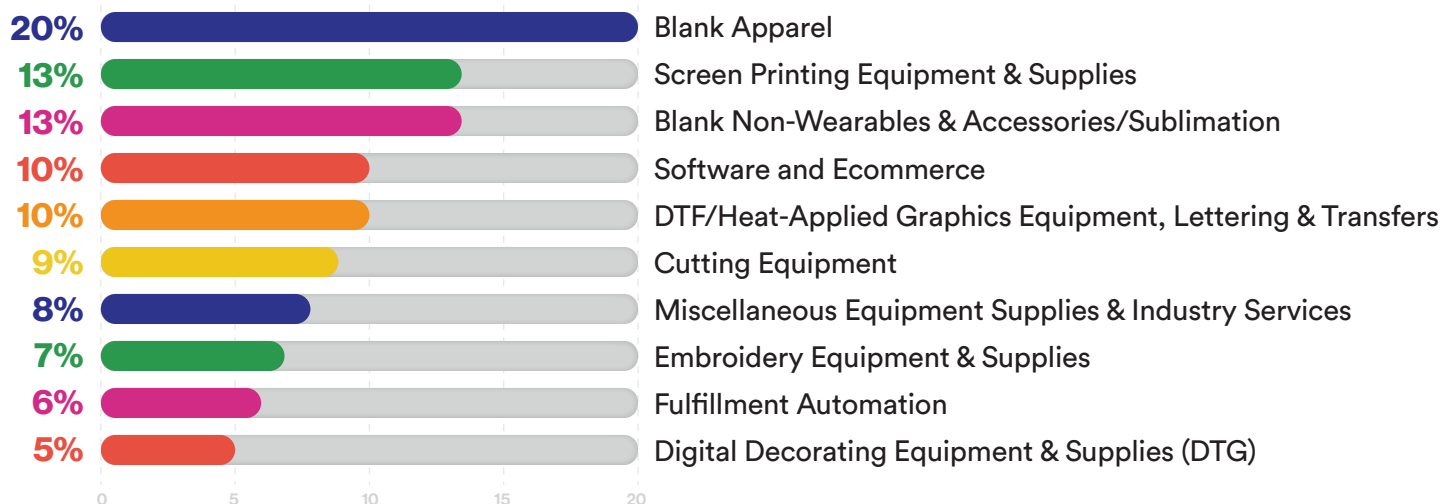 20% Blank Apparel
13% Screen Printing Equipment & Supplies
13% Blank Non-Wearables & Accessories/Sublimation
10% Software and Ecommerce
10% DTF/Heat-Applied Graphics Equipment, Lettering & Transfers
9% Cutting Equipment
8% Miscellaneous Equipment Supplies & Industry Services
7% Embroidery Equipment & Supplies
6% Fulfillment Automation
5% Digital Decorating Equipment & Supplies (DTG)
0 5 10 15 20